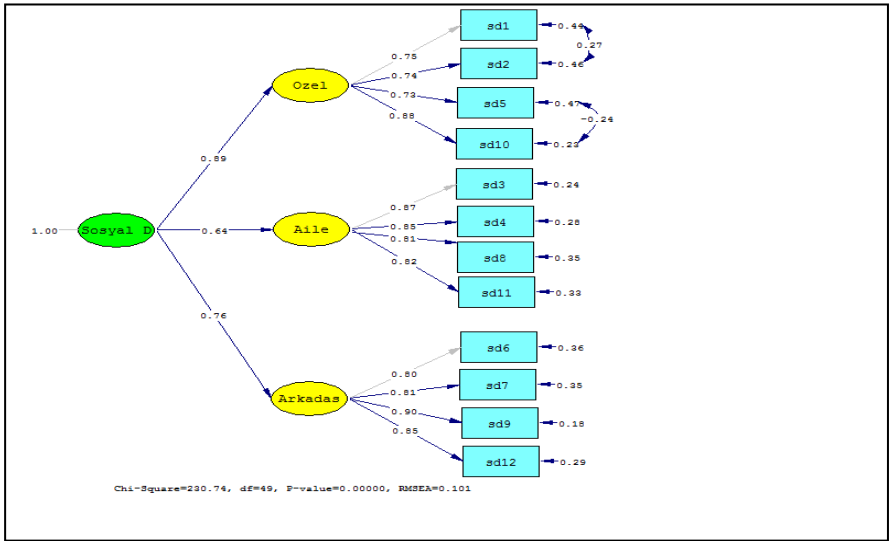 sd1
0.44
0.75
0.27
sd2
0.46
0.74
Ozel
0.73
sd5
0.47
0.88
-0.24
sd10
0.23
0.89
sd3
0.24
0.87
1.00
Sosyal D
0.64
Aile
0.85
sd4
0.28
0.81
sd8
0.35
0.82
sd11
0.33
0.76
sd6
0.36
0.80
0.81
sd7
0.35
Arkadas
0.90
sd9
0.18
0.85
sd12
0.29
Chi-Square=230.74, df=49, P-value=0.00000, RMSEA=0.101